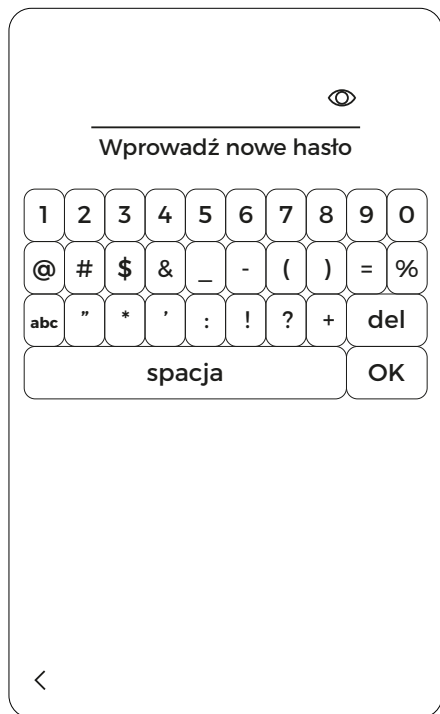 Wprowadź nowe hasło
1 2 3 4 5 6 7 8 9 0
@ # $ & _ - ( ) = %
abc ” * ’ : ! ? + del
spacja OK